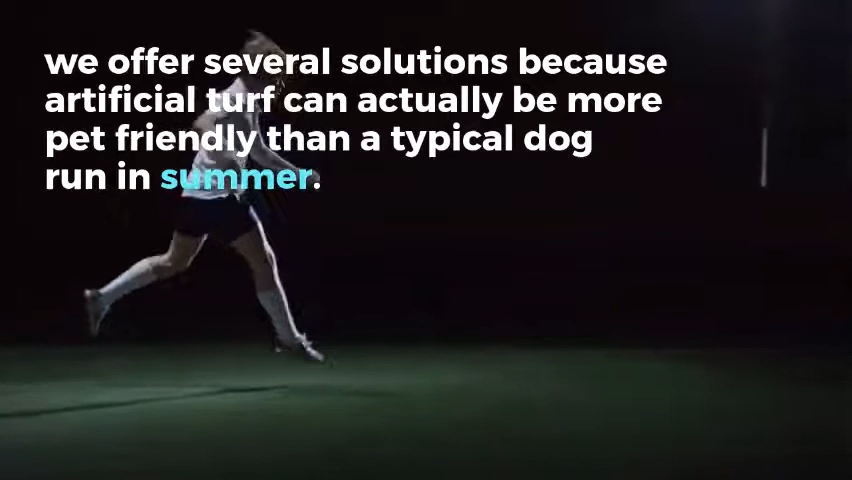 we offer several solutions because
artificial turf can actually be more
pet friendly than a typical dog
run in summer.